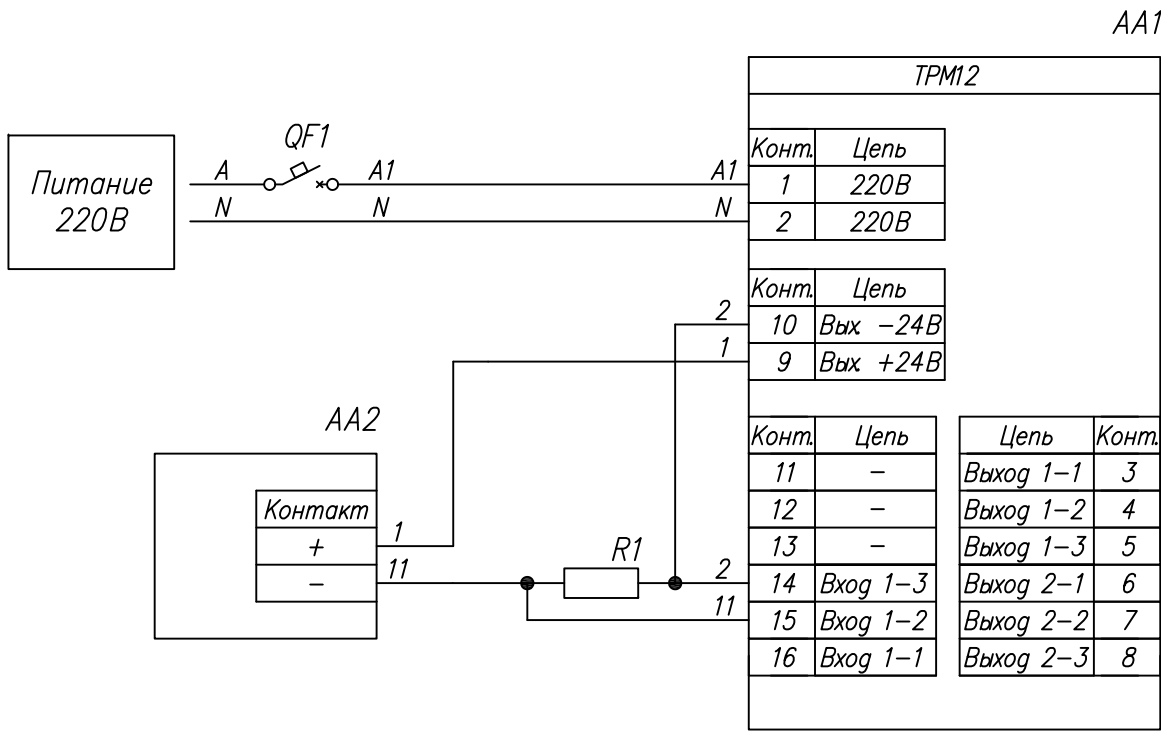 AA1
ТРМ12
Питание
220В
A
QF1
A1
A1
N
N
N
Конт. Цепь
1 220В
2 220В
Конт. Цепь
2 10 Вых. -24В
1 9 Вых. +24В
AA2
Контакт
+ 1
- 11
R1
2
11
Конт. Цепь
11 -
12 -
13 -
14 Вход 1-3
15 Вход 1-2
16 Вход 1-1
Цепь Конт.
Выход 1-1 3
Выход 1-2 4
Выход 1-3 5
Выход 2-1 6
Выход 2-2 7
Выход 2-3 8